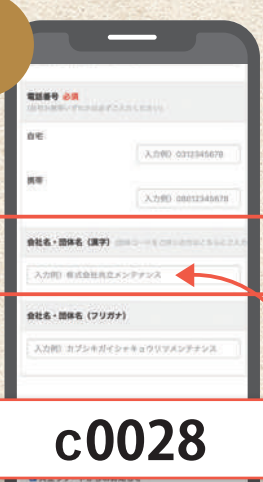 電話番号 必須
自宅
入力例) 0312345678
携帯
入力例) 08012345678
会社名・団体名(漢字)
入力例) 株式会社共立メンテナンス
会社名・団体名(フリガナ)
入力例) カブシキガイシャキョウリツメンテナンス
c0028